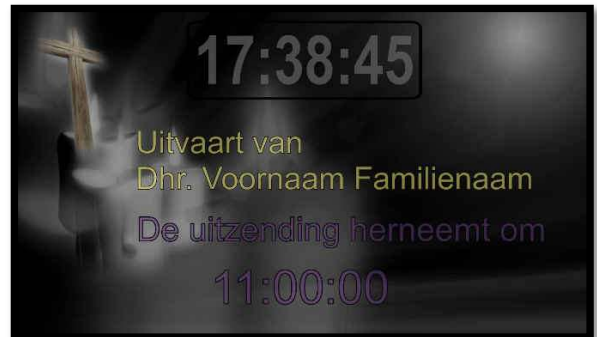 17:38:45
Uitvaart van
Dhr. Voornaam Familienaam
De uitzending herneemt om
11:00:00